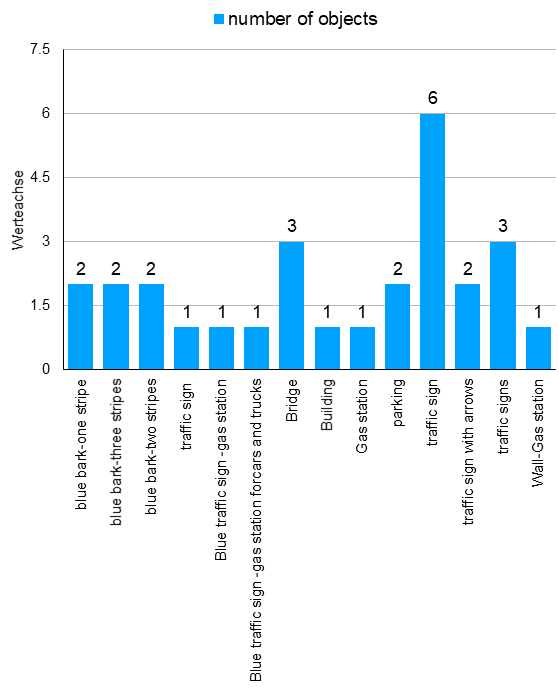 number of objects
7.5
6
4.5
3
1.5
0
Werteachse
2
2
2
1
1
1
3
1
1
2
6
2
3
1
blue bark-one stripe
blue bark-three stripes
blue bark-two stripes
traffic sign
Blue traffic sign -gas station
Blue traffic sign -gas station forcars and trucks
Bridge
Building
Gas station
parking
traffic sign
traffic sign with arrows
traffic signs
Wall-Gas station